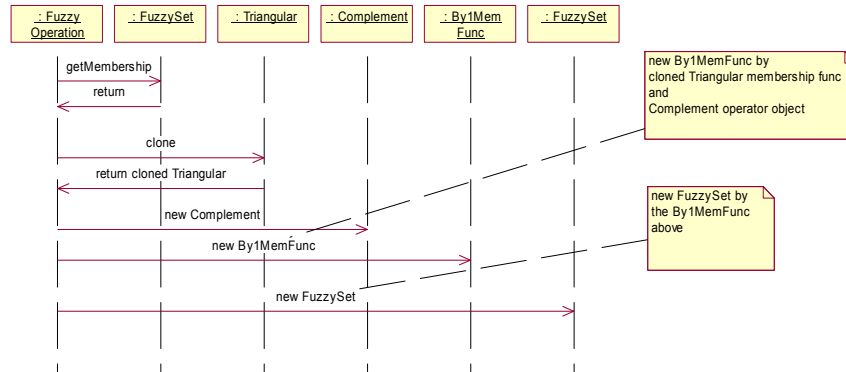 : Fuzzy
Operation
: FuzzySet
: Triangular
: Complement
: By1Mem
Func
: FuzzySet
getMembership
return
clone
return cloned Triangular
new Complement
new By1MemFunc
new FuzzySet
new By1MemFunc by
cloned Triangular membership func
and
Complement operator object
new FuzzySet by
the By1MemFunc
above